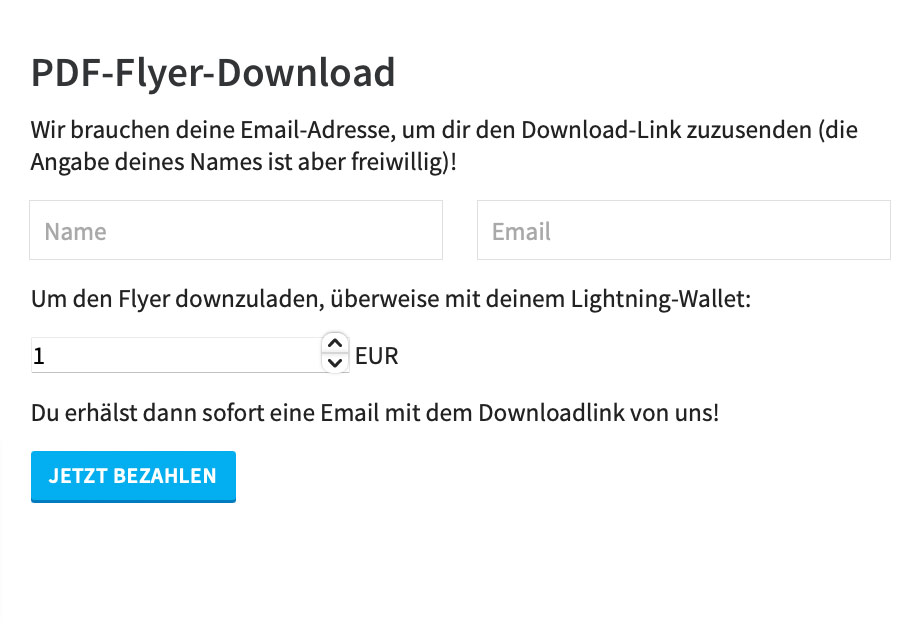 PDF-Flyer-Download
Wir brauchen deine Email-Adresse, um dir den Download-Link zuzusenden (die
Angabe deines Names ist aber freiwillig)!
Name
Email
Um den Flyer downzuladen, überweise mit deinem Lightning-Wallet:
1 EUR
Du erhälst dann sofort eine Email mit dem Downloadlink von uns!
JETZT BEZAHLEN